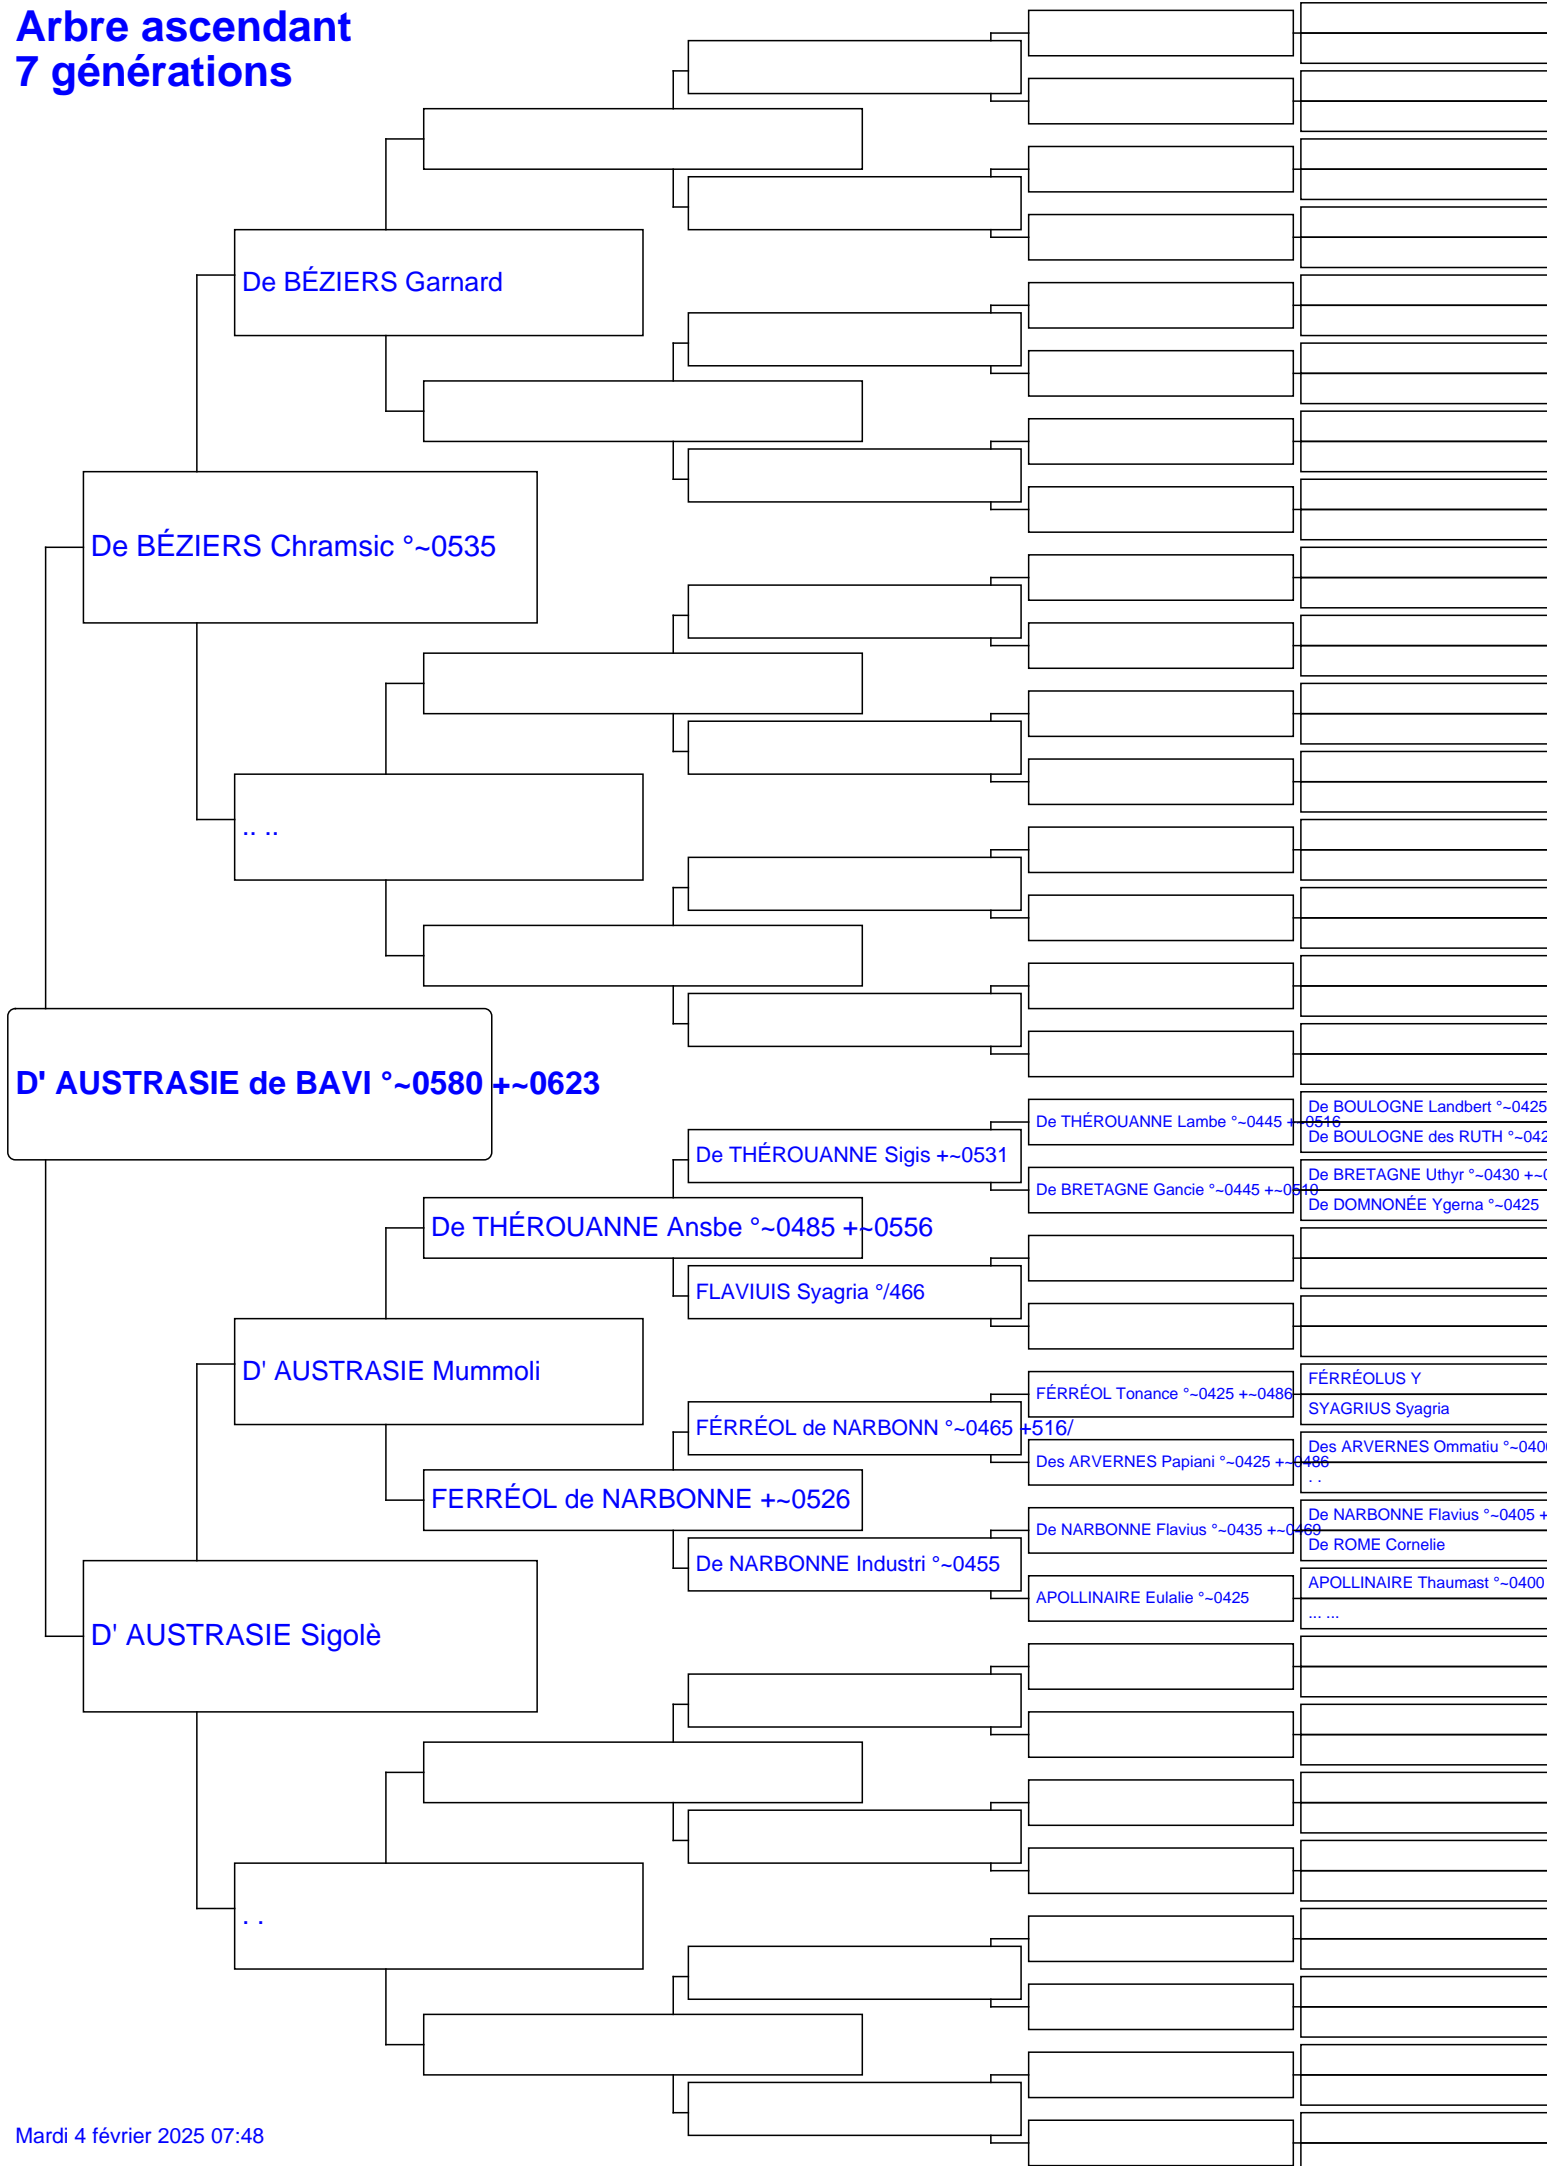 Arbre ascendant
7 générations
De BÉZIERS Garnard
De BÉZIERS Chramsic °~0535
.. ..
D' AUSTRASIE de BAVI °~0580 +~0623
De THÉROUANNE Lambe °~0445 +~0516
De BOULOGNE Landbert °~0425
De BOULOGNE des RUTH °~042
De THÉROUANNE Sigis +~0531
De BRETAGNE Gancie °~0445 +~0510
De BRETAGNE Uthyr °~0430 +~0
De DOMNONÉE Ygerna °~0425
De THÉROUANNE Ansbe °~0485 +~0556
FLAVIUIS Syagria °/466
D' AUSTRASIE Mummoli
FÉRRÉOL Tonance °~0425 +~0486
FÉRRÉOLUS Y
SYAGRIUS Syagria
FÉRRÉOL de NARBONN °~0465 +516/
Des ARVERNES Papiani °~0425 +~0486
Des ARVERNES Ommatiu °~0400
. .
FERRÉOL de NARBONNE +~0526
De NARBONNE Flavius °~0435 +~0469
De NARBONNE Flavius °~0405 +
De ROME Cornelie
De NARBONNE Industri °~0455
APOLLINAIRE Eulalie °~0425
APOLLINAIRE Thaumast °~0400
... ...
D' AUSTRASIE Sigolè
. .
Mardi 4 février 2025 07:48